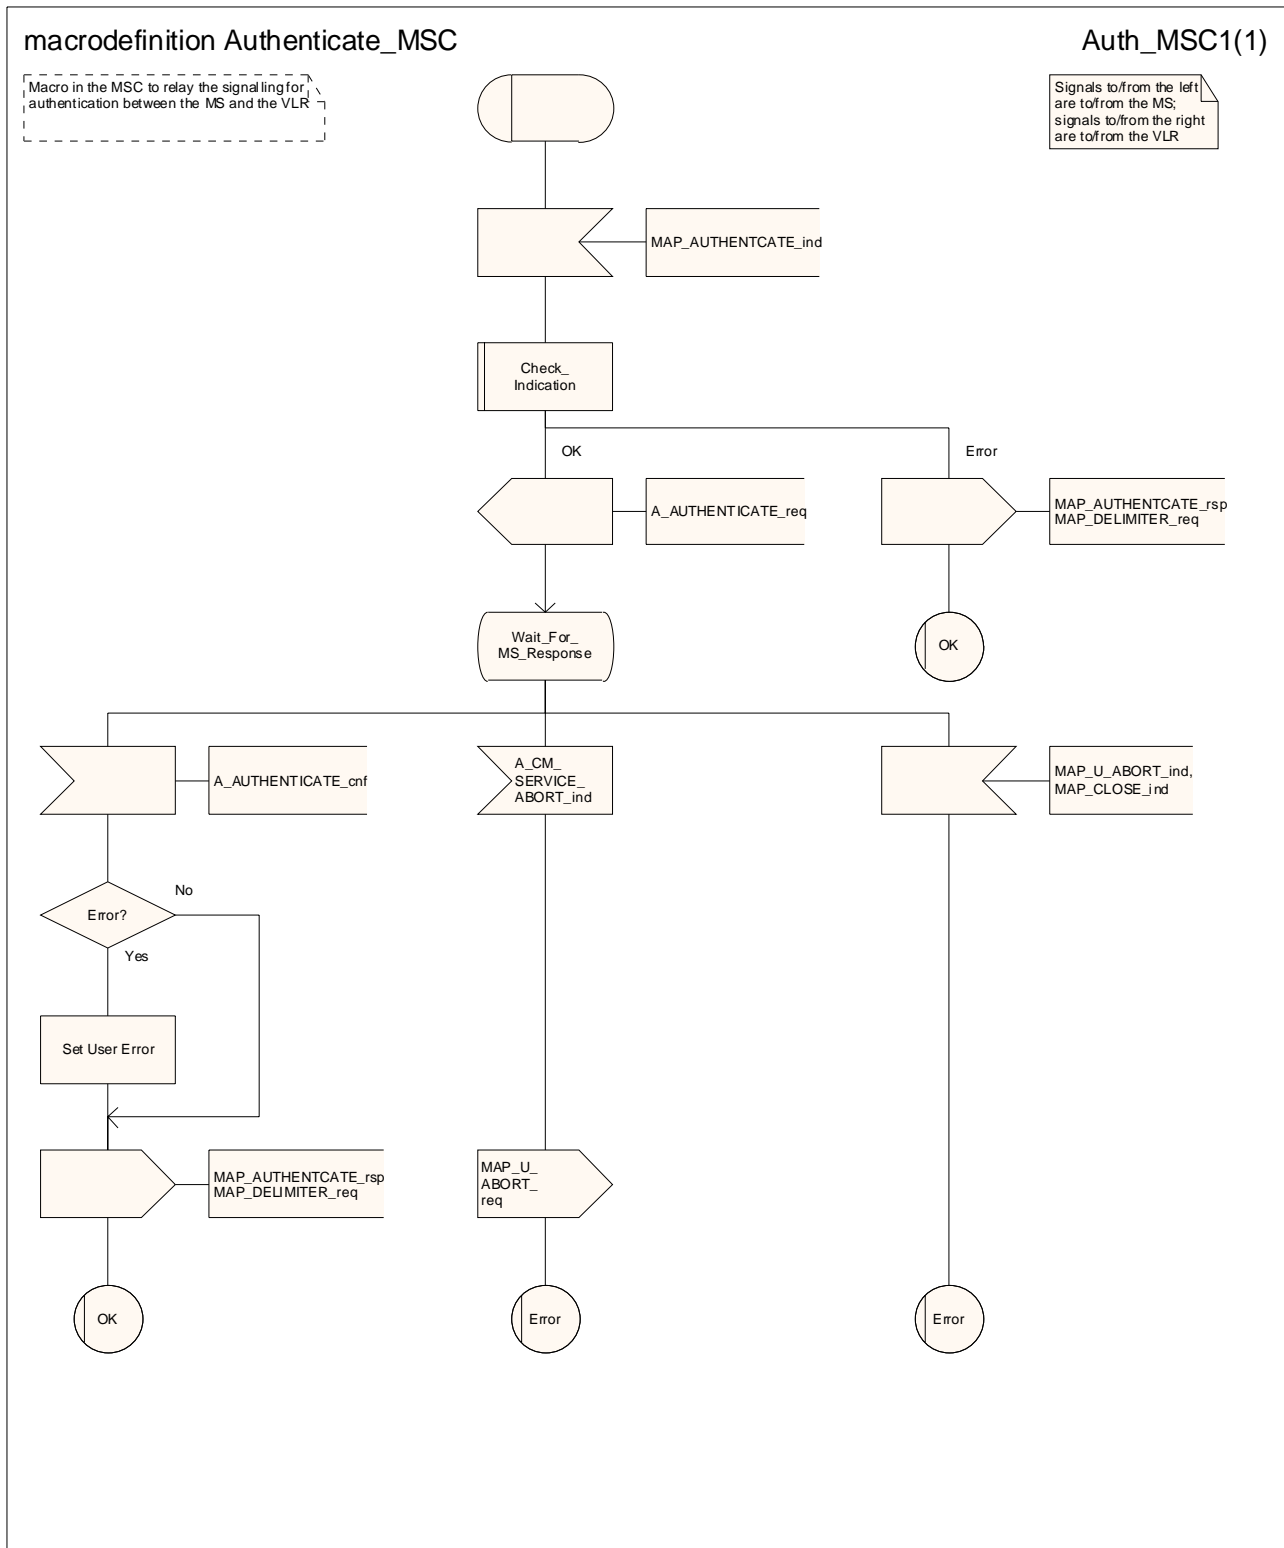 macrodefinition Authenticate_MSC
Auth_MSC1(1)
Macro in the MSC to relay the signalling for
authentication between the MS and the VLR
Signals to/from the left
are to/from the MS;
signals to/from the right
are to/from the VLR
MAP_AUTHENTCATE_ind
Check_
Indication
OK
Error
A_AUTHENTICATE_req
MAP_AUTHENTCATE_rsp
MAP_DELIMITER_req
Wait_For_
MS_Response
OK
A_AUTHENTICATE_cnf
A_CM_
SERVICE_
ABORT_ind
MAP_U_ABORT_ind,
MAP_CLOSE_ind
No
Error?
Yes
Set User Error
MAP_AUTHENTCATE_rsp
MAP_DELIMITER_req
MAP_U_
ABORT_
req
OK
Error
Error